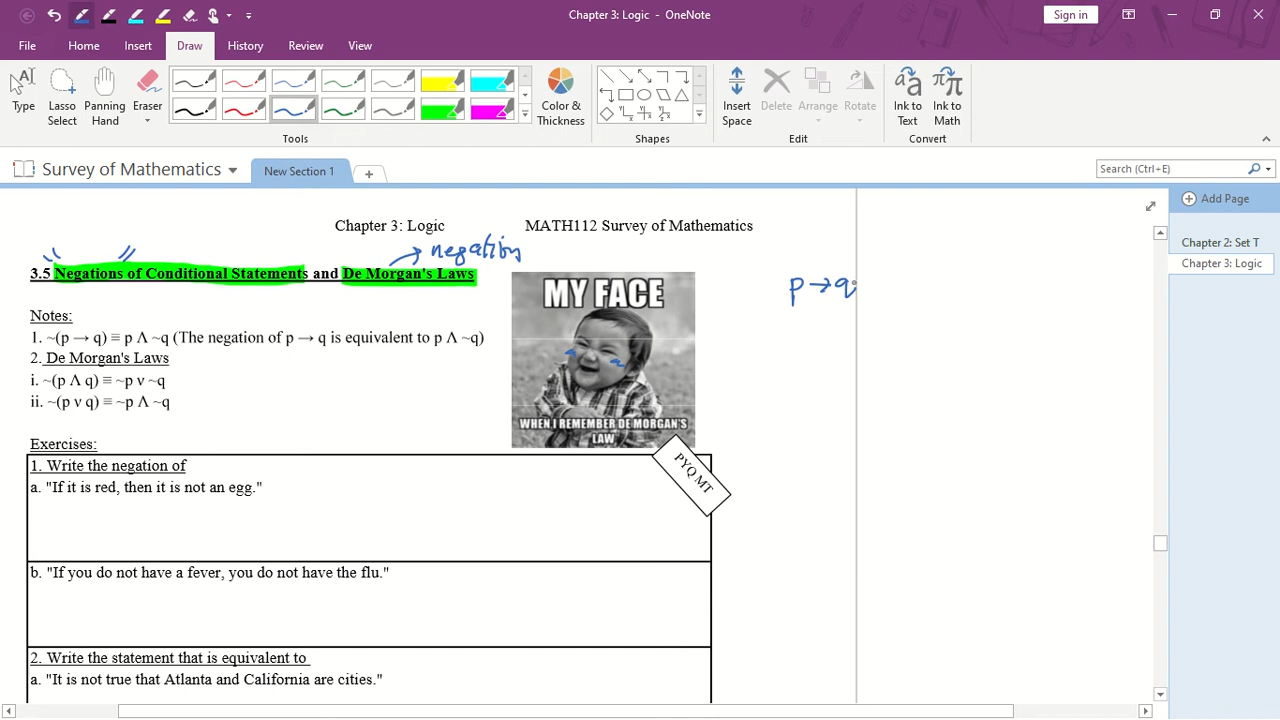 Chapter 3: Logic - OneNote
Sign in
File Home Insert Draw History Review View
Type
Lasso Select
Panning Hand
Eraser
Color & Thickness
Insert Space
Delete
Arrange
Rotate
Ink to Text
Ink to Math
Tools
Shapes
Edit
Convert
Survey of Mathematics
New Section 1
Search (Ctrl+E)
Add Page
Chapter 2: Set T
Chapter 3: Logic
Chapter 3: Logic MATH112 Survey of Mathematics
negation
3.5 Negations of Conditional Statements and De Morgan's Laws
p → q
MY FACE
WHEN I REMEMBER DE MORGAN'S
LAW
Notes:
1. ~(p → q) ≡ p Λ ~q (The negation of p → q is equivalent to p Λ ~q)
2. De Morgan's Laws
i. ~(p Λ q) ≡ ~p v ~q
ii. ~(p v q) ≡ ~p Λ ~q
Exercises:
PYQ MT
1. Write the negation of
a. "If it is red, then it is not an egg."
b. "If you do not have a fever, you do not have the flu."
2. Write the statement that is equivalent to
a. "It is not true that Atlanta and California are cities."